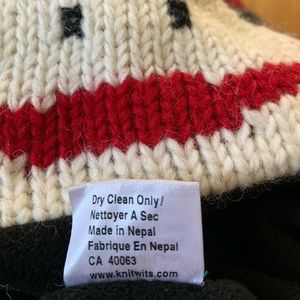 Dry Clean Only/
Nettoyer A Sec
Made in Nepal
Fabrique En Nepal
CA 40063
www.knitwits.com